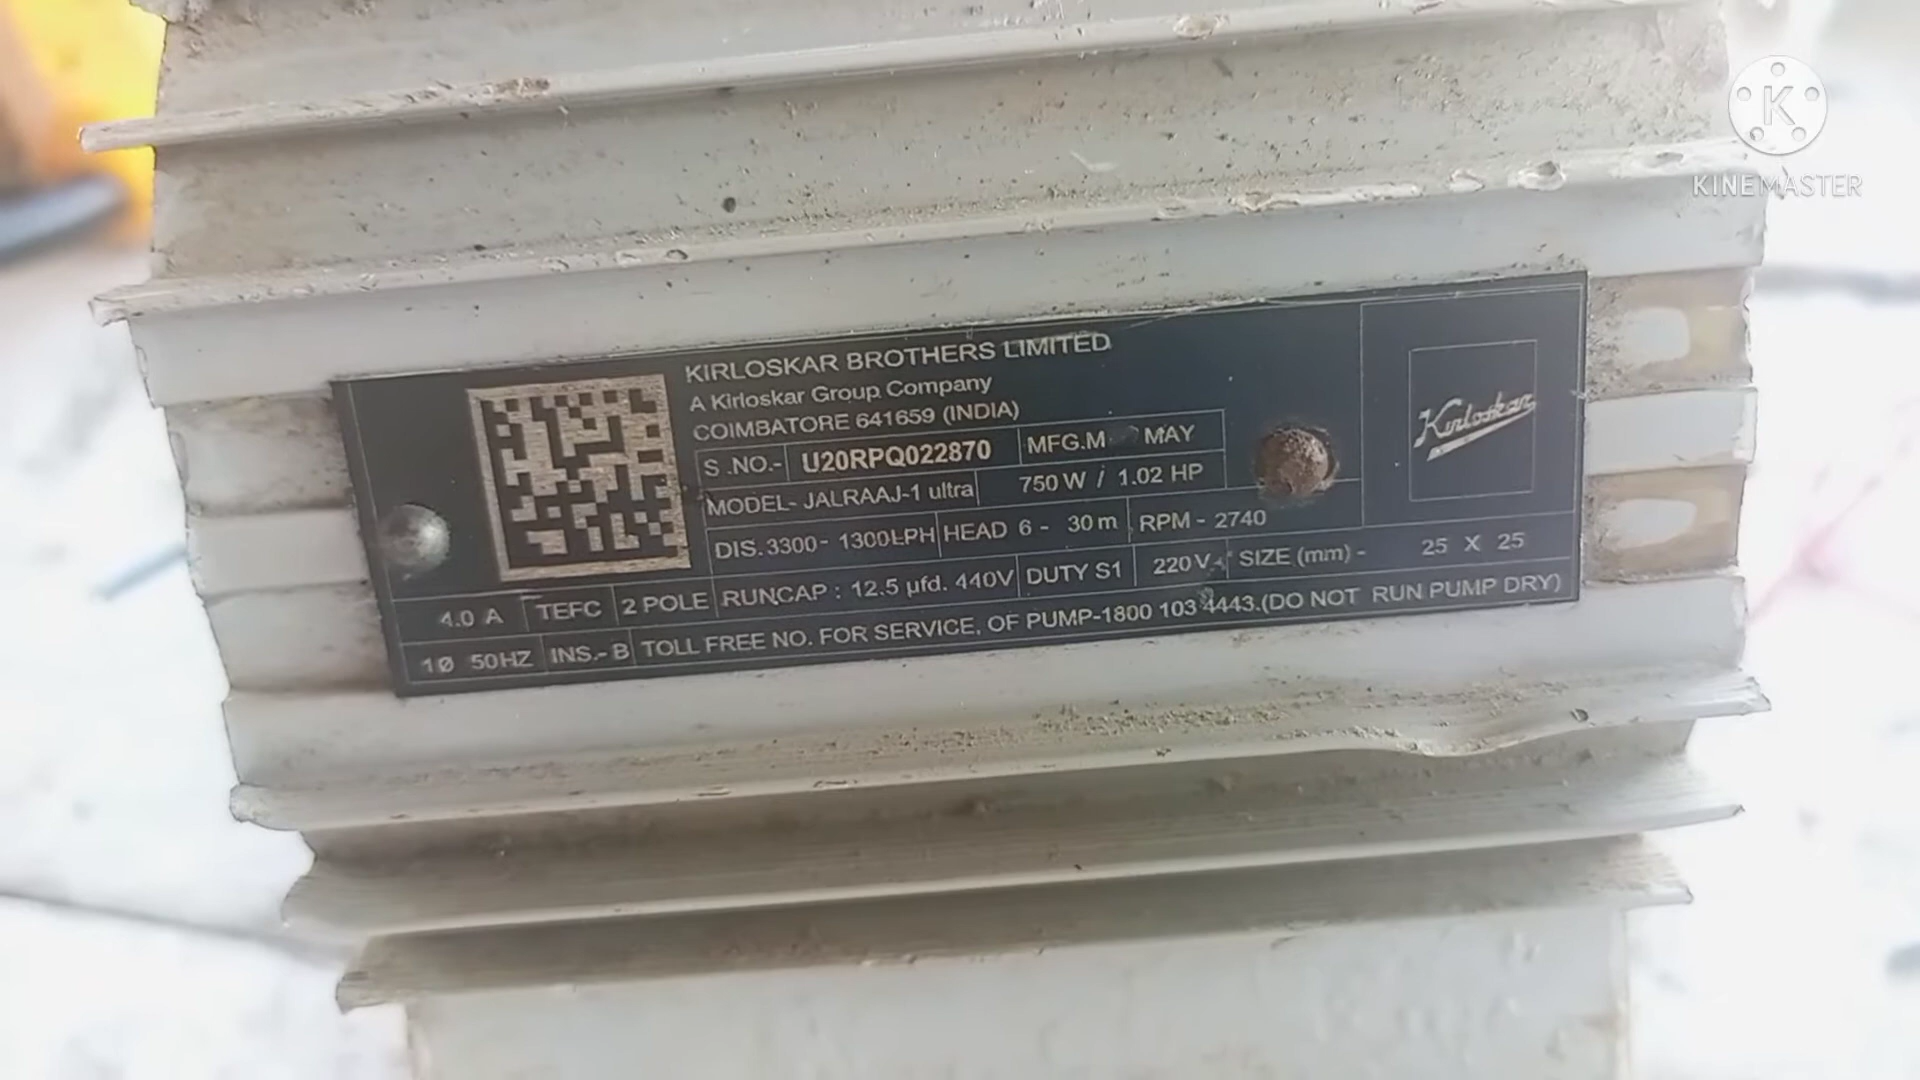 KINEMASTER
KIRLOSKAR BROTHERS LIMITED
A Kirloskar Group Company
COIMBATORE 641659 (INDIA)
S .NO.- U20RPQ022870 MFG.M MAY
MODEL- JALRAAJ-1 ultra 750 W / 1.02 HP
DIS. 3300 - 1300LPH HEAD 6 - 30 m RPM - 2740
4.0 A TEFC 2 POLE RUNCAP : 12.5 µfd. 440V DUTY S1 220 V SIZE (mm) - 25 X 25
1Ø 50HZ INS.- B TOLL FREE NO. FOR SERVICE, OF PUMP-1800 103 4443.(DO NOT RUN PUMP DRY)
Kirloskar